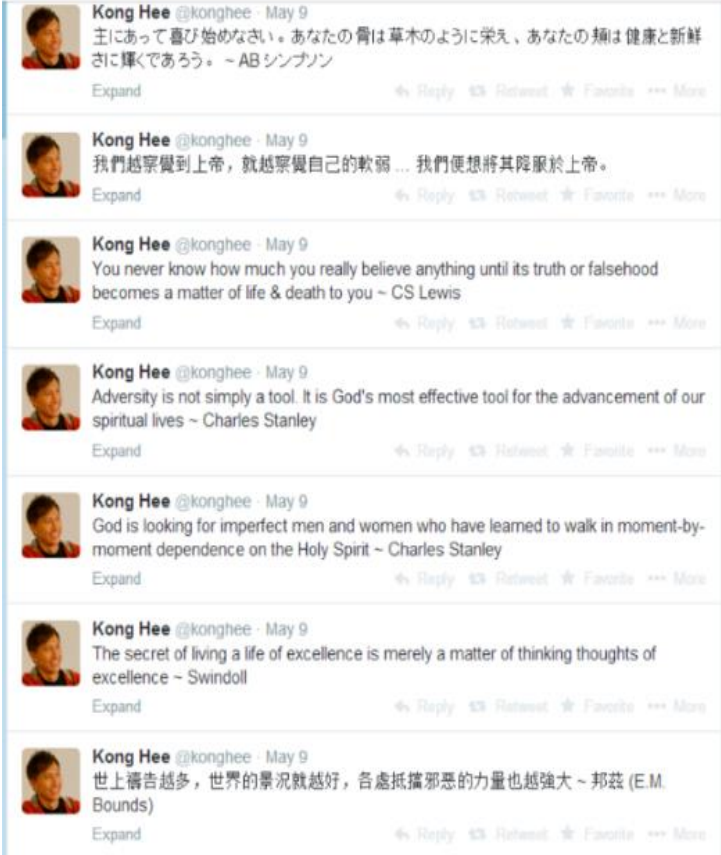 Kong Hee @konghee · May 9
主にあって喜び始めなさい。あなたの骨は草木のように栄え、あなたの頬は健康と新鮮
さに輝くであろう。 ~ AB シンプソン
Expand Reply Retweet Favorite More
Kong Hee @konghee · May 9
我們越察覺到上帝，就越察覺自己的軟弱 ... 我們便想將其降服於上帝。
Expand Reply Retweet Favorite More
Kong Hee @konghee · May 9
You never know how much you really believe anything until its truth or falsehood
becomes a matter of life & death to you ~ CS Lewis
Expand Reply Retweet Favorite More
Kong Hee @konghee · May 9
Adversity is not simply a tool. It is God's most effective tool for the advancement of our
spiritual lives ~ Charles Stanley
Expand Reply Retweet Favorite More
Kong Hee @konghee · May 9
God is looking for imperfect men and women who have learned to walk in moment-by-
moment dependence on the Holy Spirit ~ Charles Stanley
Expand Reply Retweet Favorite More
Kong Hee @konghee · May 9
The secret of living a life of excellence is merely a matter of thinking thoughts of
excellence ~ Swindoll
Expand Reply Retweet Favorite More
Kong Hee @konghee · May 9
世上禱告越多，世界的景況就越好，各處抵擋邪惡的力量也越強大 ~ 邦茲 (E.M.
Bounds)
Expand Reply Retweet Favorite More